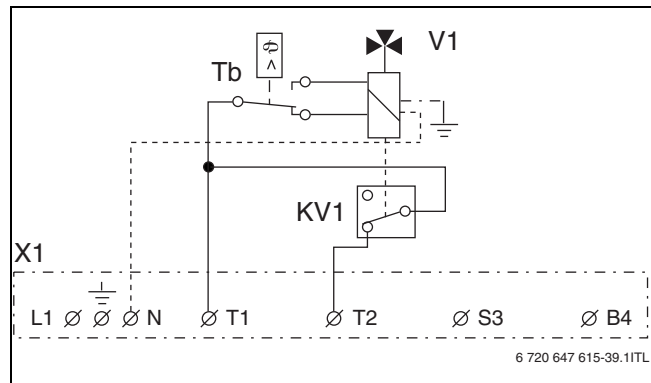 V1
Tb
ϑ <
KV1
X1
L1 N T1 T2 S3 B4
6 720 647 615-39.1ITL